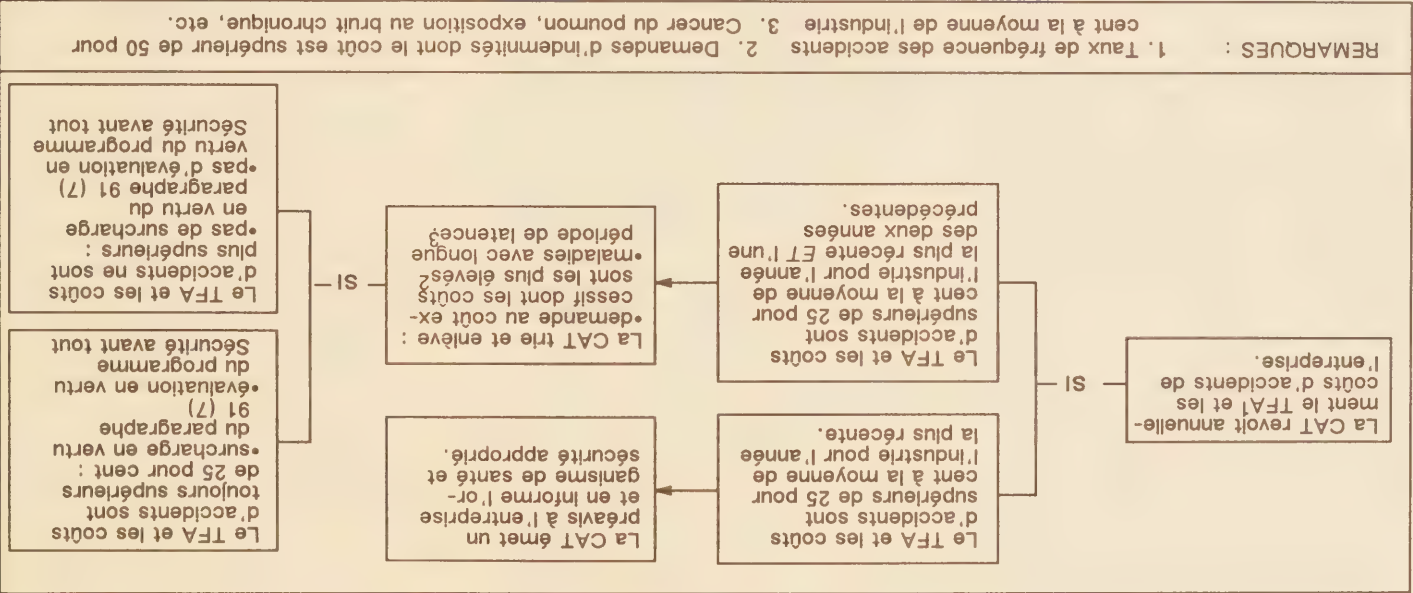 La CAT revoit annuelle-
ment le TFA¹ et les
coûts d'accidents de
l'entreprise.
SI
Le TFA et les coûts
d'accidents sont
supérieurs de 25 pour
cent à la moyenne de
l'industrie pour l'année
la plus récente.
La CAT émet un
préavis à l'entreprise
et en informe l'or-
ganisme de santé et
sécurité approprié.
Le TFA et les coûts
d'accidents sont
supérieurs de 25 pour
cent à la moyenne de
l'industrie pour l'année
la plus récente ET l'une
des deux années
précédentes.
La CAT trie et enlève :
•demande au coût ex-
cessif dont les coûts
sont les plus élevés²
•maladies avec longue
période de latence³
SI
Le TFA et les coûts
d'accidents sont
toujours supérieurs
de 25 pour cent :
•surcharge en vertu
du paragraphe
91 (7)
•évaluation en vertu
du programme
Sécurité avant tout
Le TFA et les coûts
d'accidents ne sont
plus supérieurs :
•pas de surcharge
en vertu du
paragraphe 91 (7)
•pas d'évaluation en
vertu du programme
Sécurité avant tout
REMARQUES : 1. Taux de fréquence des accidents 2. Demandes d'indemnités dont le coût est supérieur de 50 pour
cent à la moyenne de l'industrie 3. Cancer du poumon, exposition au bruit chronique, etc.